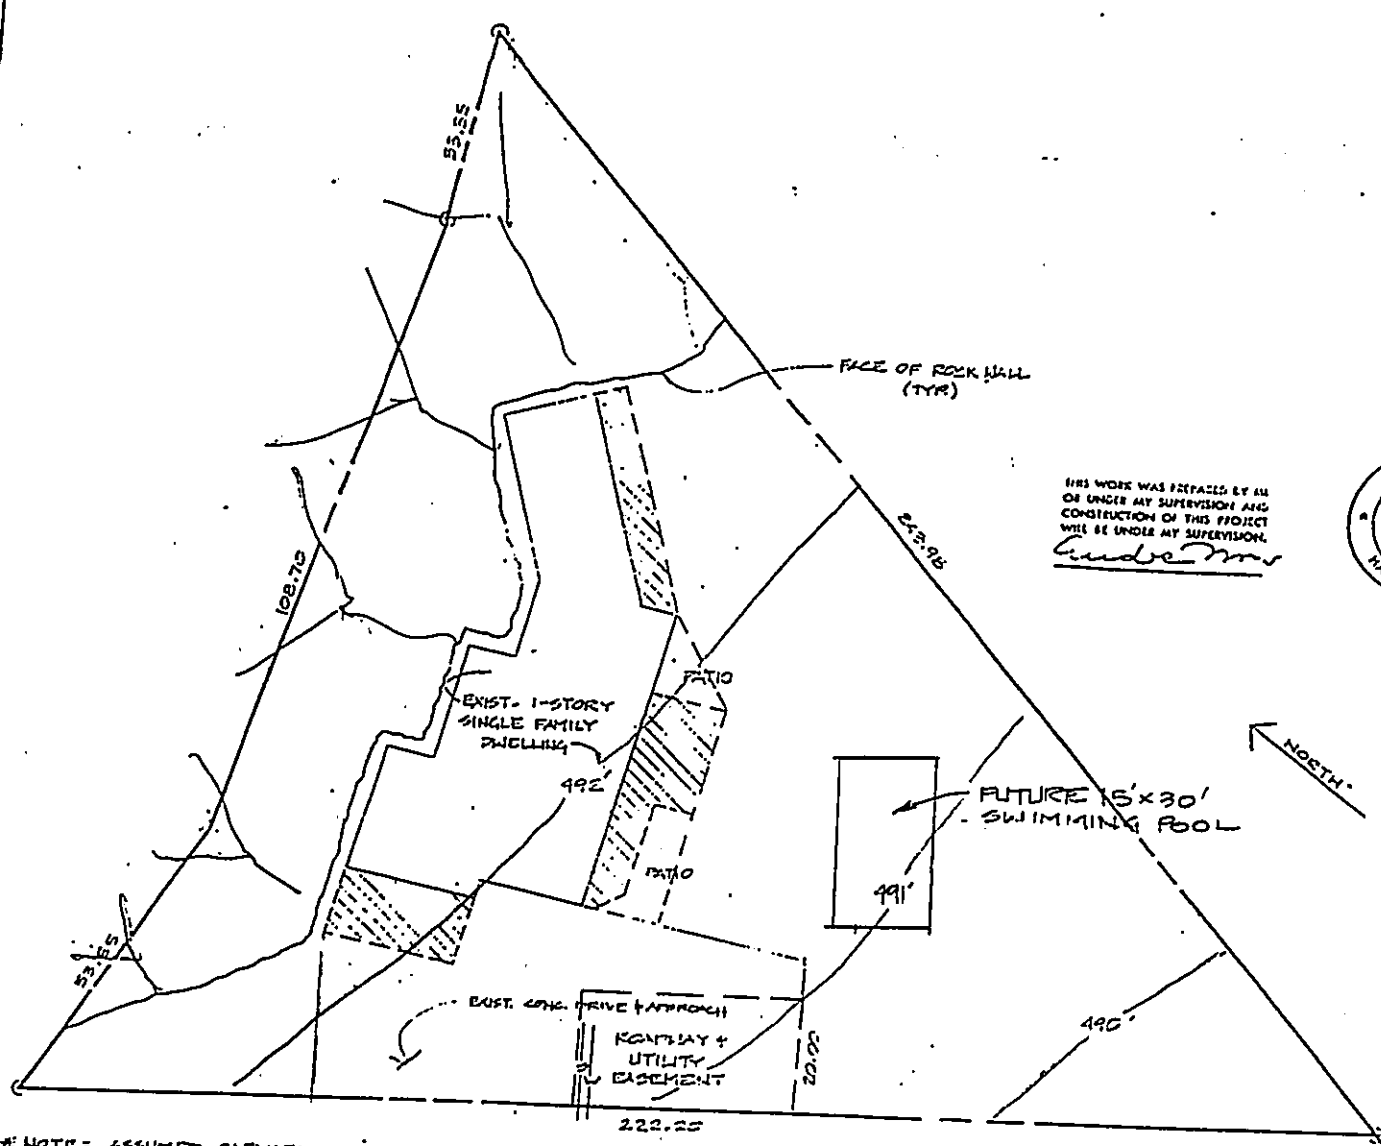 53.55
FACE OF ROCK WALL
(TYP.)
THIS WORK WAS PREPARED BY ME
OR UNDER MY SUPERVISION AND
CONSTRUCTION OF THIS PROJECT
WILL BE UNDER MY SUPERVISION.
243.98
108.70
PATIO
EXIST. 1-STORY
SINGLE FAMILY
DWELLING
492'
NORTH
FUTURE 15'x30'
SWIMMING POOL
PATIO
491'
53.55
EXIST. CONC. DRIVE & APPROACH
ROADWAY &
UTILITY
EASEMENT
20.00
490'
222.25
* NOTE - ASSUMED